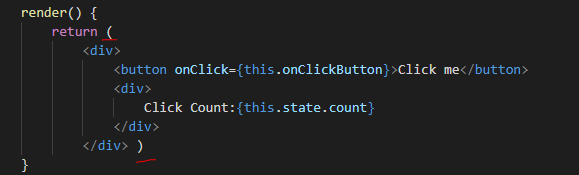 render() {
return (
<div>
<button onClick={this.onClickButton}>Click me</button>
<div>
Click Count:{this.state.count}
</div>
</div> )
}